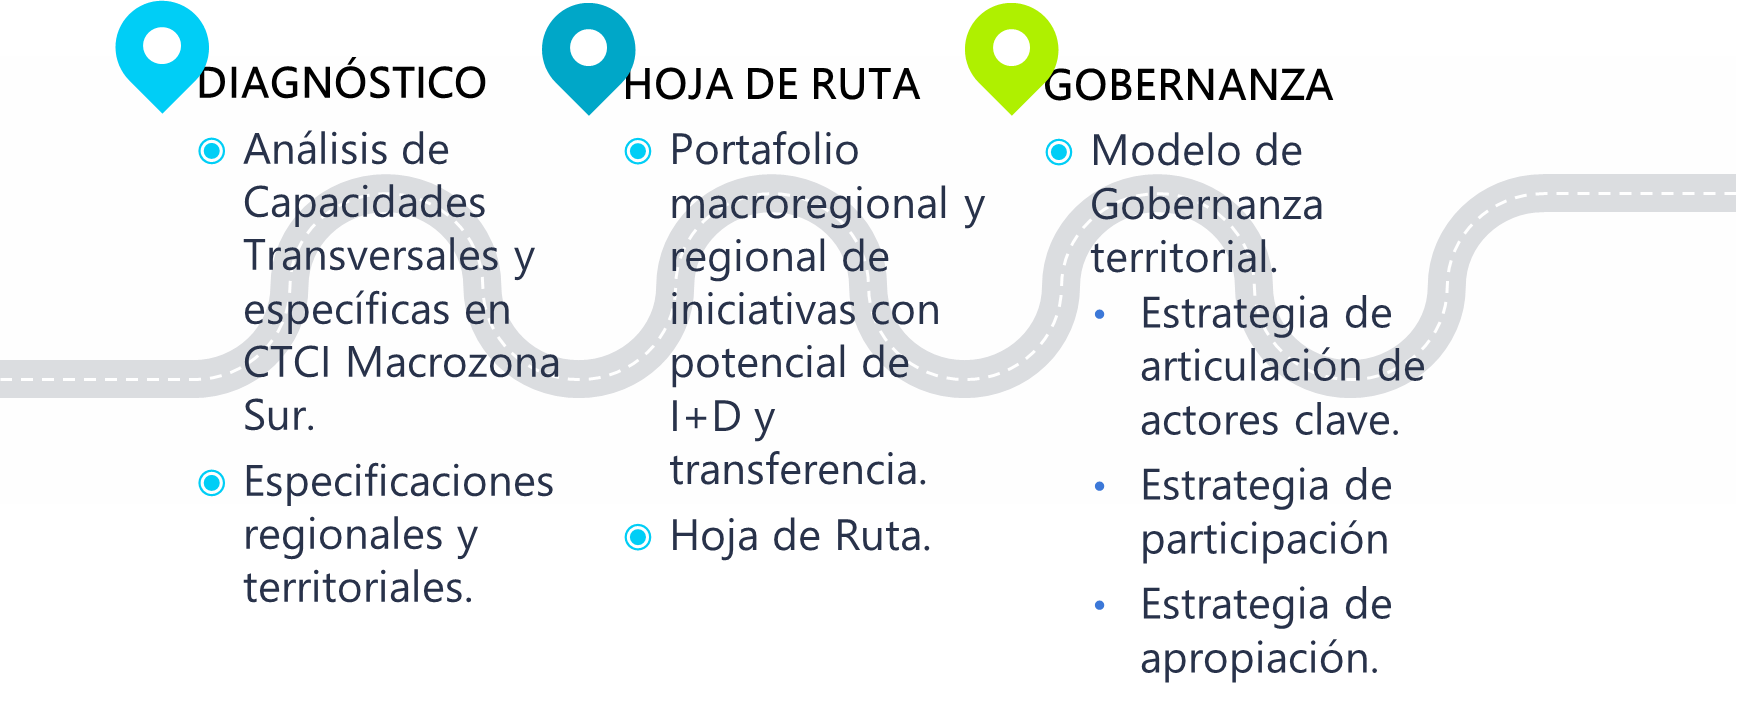 DIAGNÓSTICO
Análisis de
Capacidades
Transversales y
específicas en
CTCI Macrozona
Sur.
Especificaciones
regionales y
territoriales.
HOJA DE RUTA
Portafolio
macroregional y
regional de
iniciativas con
potencial de
I+D y
transferencia.
Hoja de Ruta.
GOBERNANZA
Modelo de
Gobernanza
territorial.
Estrategia de
articulación de
actores clave.
Estrategia de
participación
Estrategia de
apropiación.